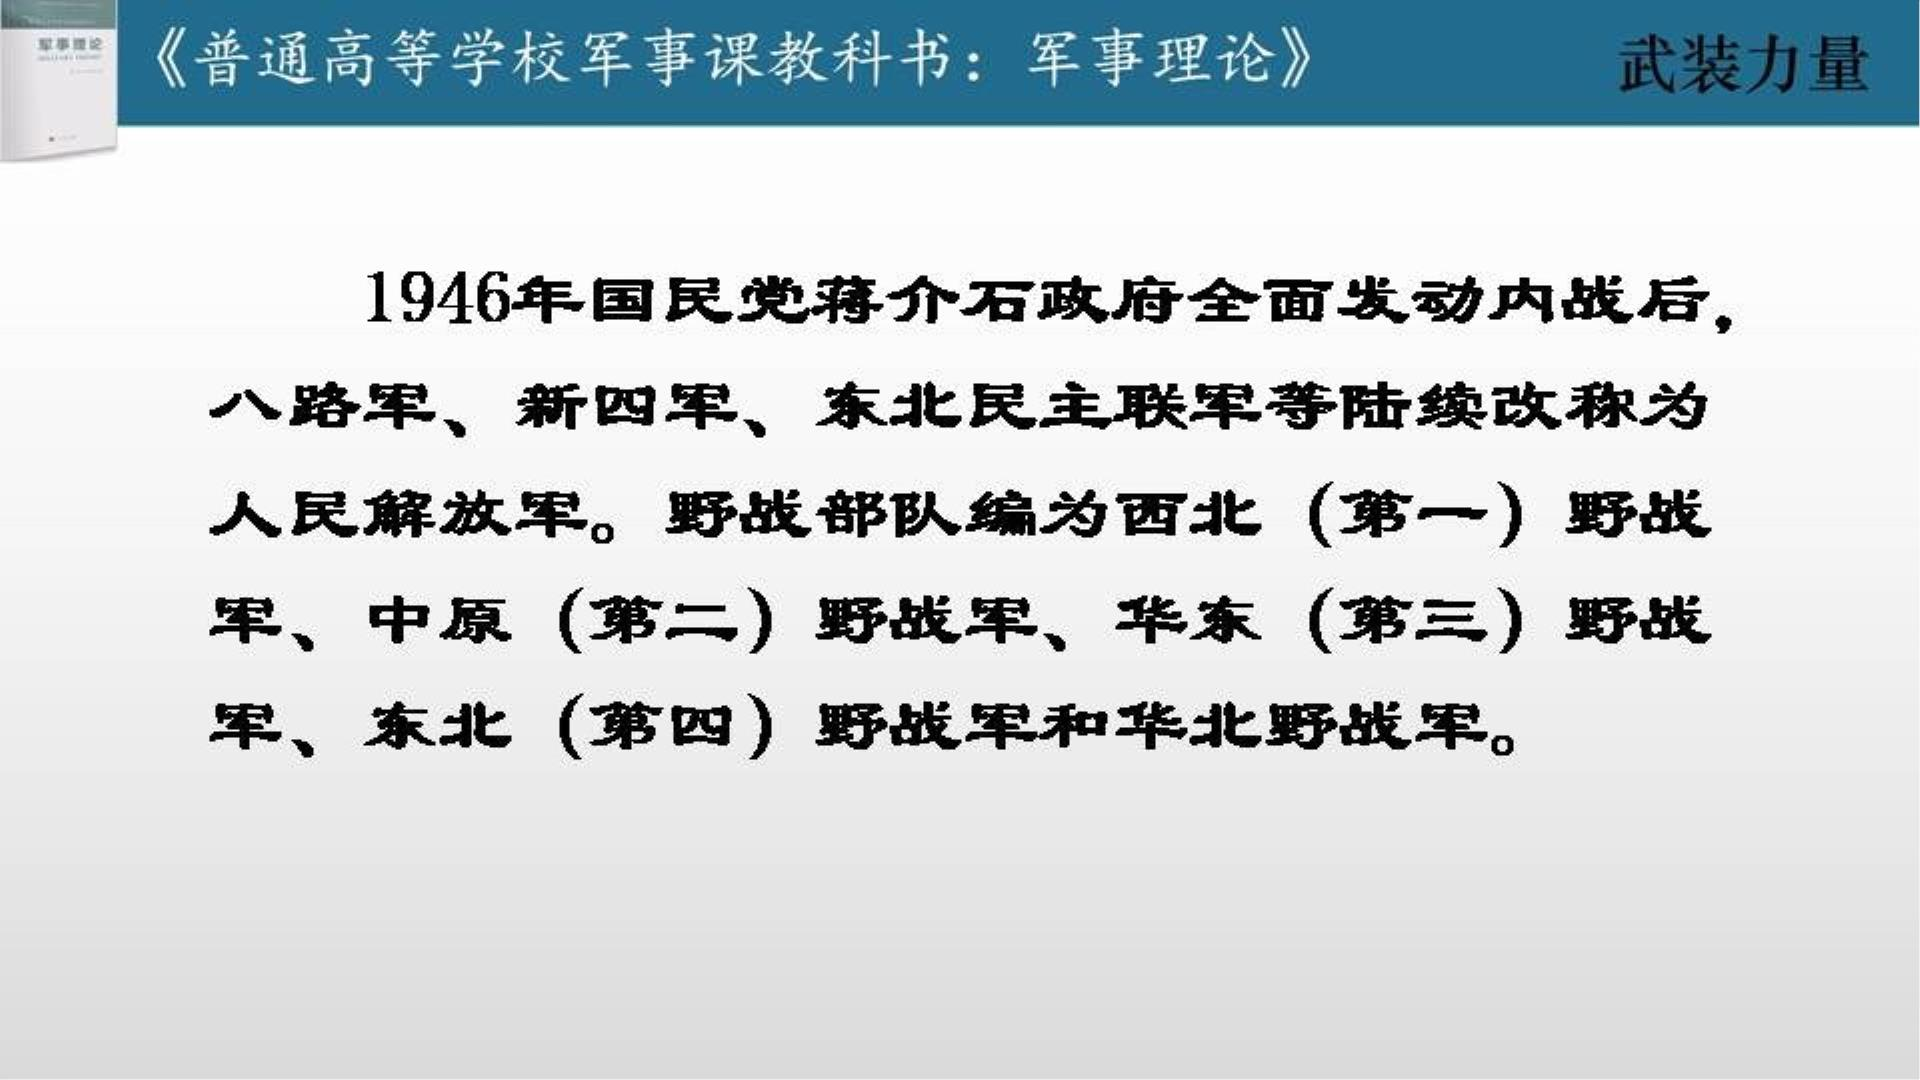 军事理论
《普通高等学校军事课教科书：军事理论》
武装力量
1946年国民党蒋介石政府全面发动内战后，
八路军、新四军、东北民主联军等陆续改称为
人民解放军。野战部队编为西北（第一）野战
军、中原（第二）野战军、华东（第三）野战
军、东北（第四）野战军和华北野战军。